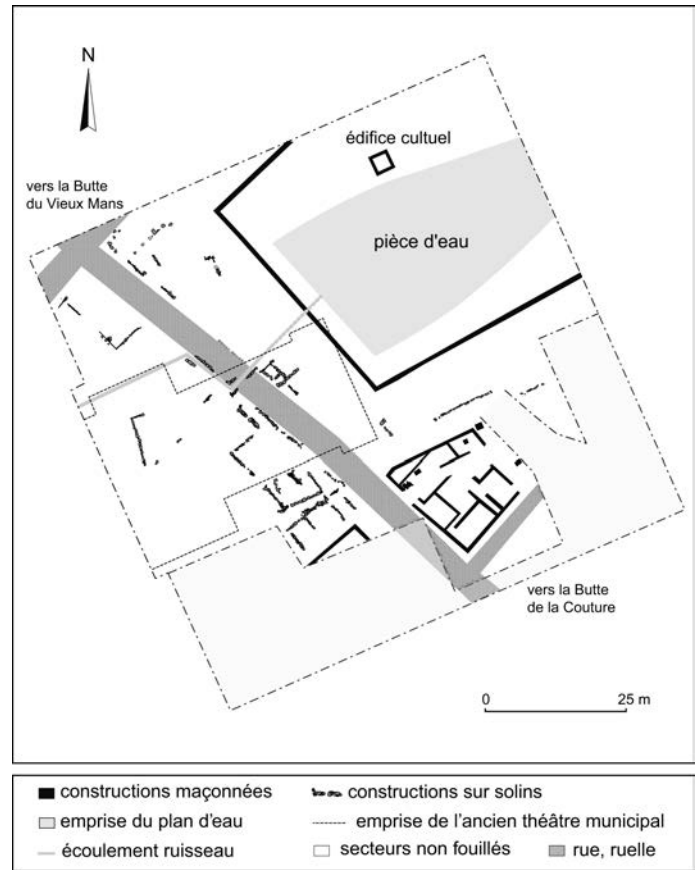 N
édifice cultuel
vers la Butte
du Vieux Mans
pièce d'eau
vers la Butte
de la Couture
0 25 m
constructions maçonnées constructions sur solins
emprise du plan d'eau emprise de l'ancien théâtre municipal
écoulement ruisseau secteurs non fouillés rue, ruelle